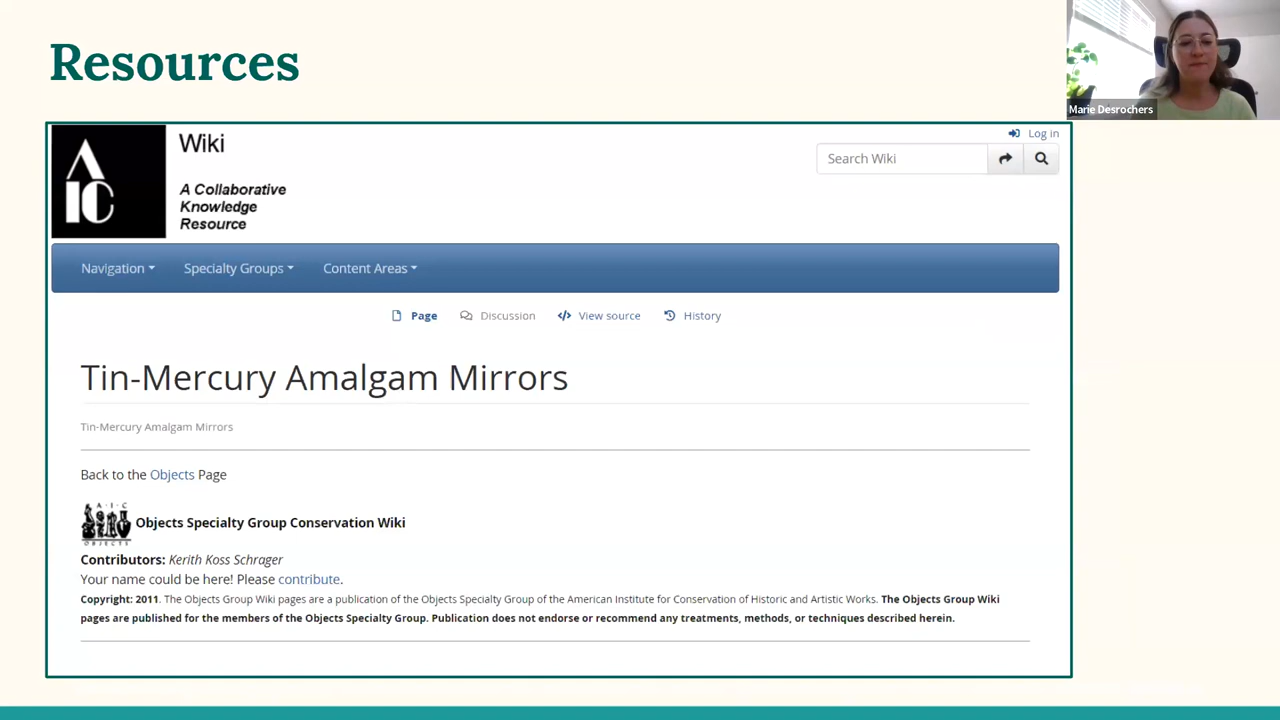 Resources
Marie Desrochers
AIC
Wiki
A Collaborative
Knowledge
Resource
Log in
Search Wiki
Navigation
Specialty Groups
Content Areas
Page
Discussion
View source
History
Tin-Mercury Amalgam Mirrors
Tin-Mercury Amalgam Mirrors
Back to the Objects Page
A·I·C
OBJECTS
Objects Specialty Group Conservation Wiki
Contributors: Kerith Koss Schrager
Your name could be here! Please contribute.
Copyright: 2011. The Objects Group Wiki pages are a publication of the Objects Specialty Group of the American Institute for Conservation of Historic and Artistic Works. The Objects Group Wiki
pages are published for the members of the Objects Specialty Group. Publication does not endorse or recommend any treatments, methods, or techniques described herein.